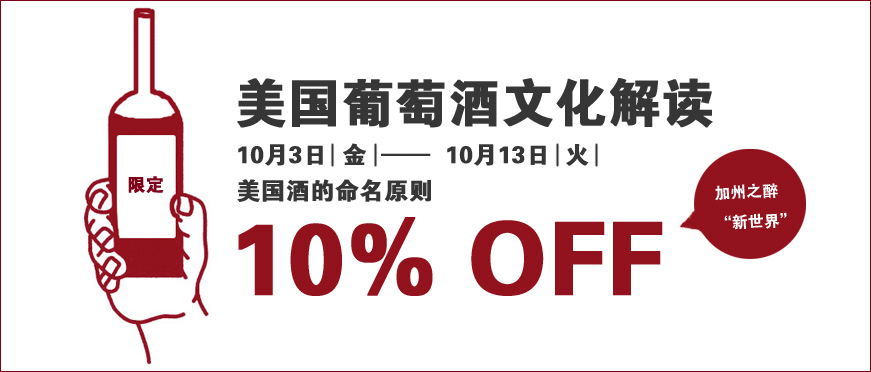 美国葡萄酒文化解读
10月3日|金|—— 10月13日|火|
限定
美国酒的命名原则
加州之醉
“新世界”
10% OFF